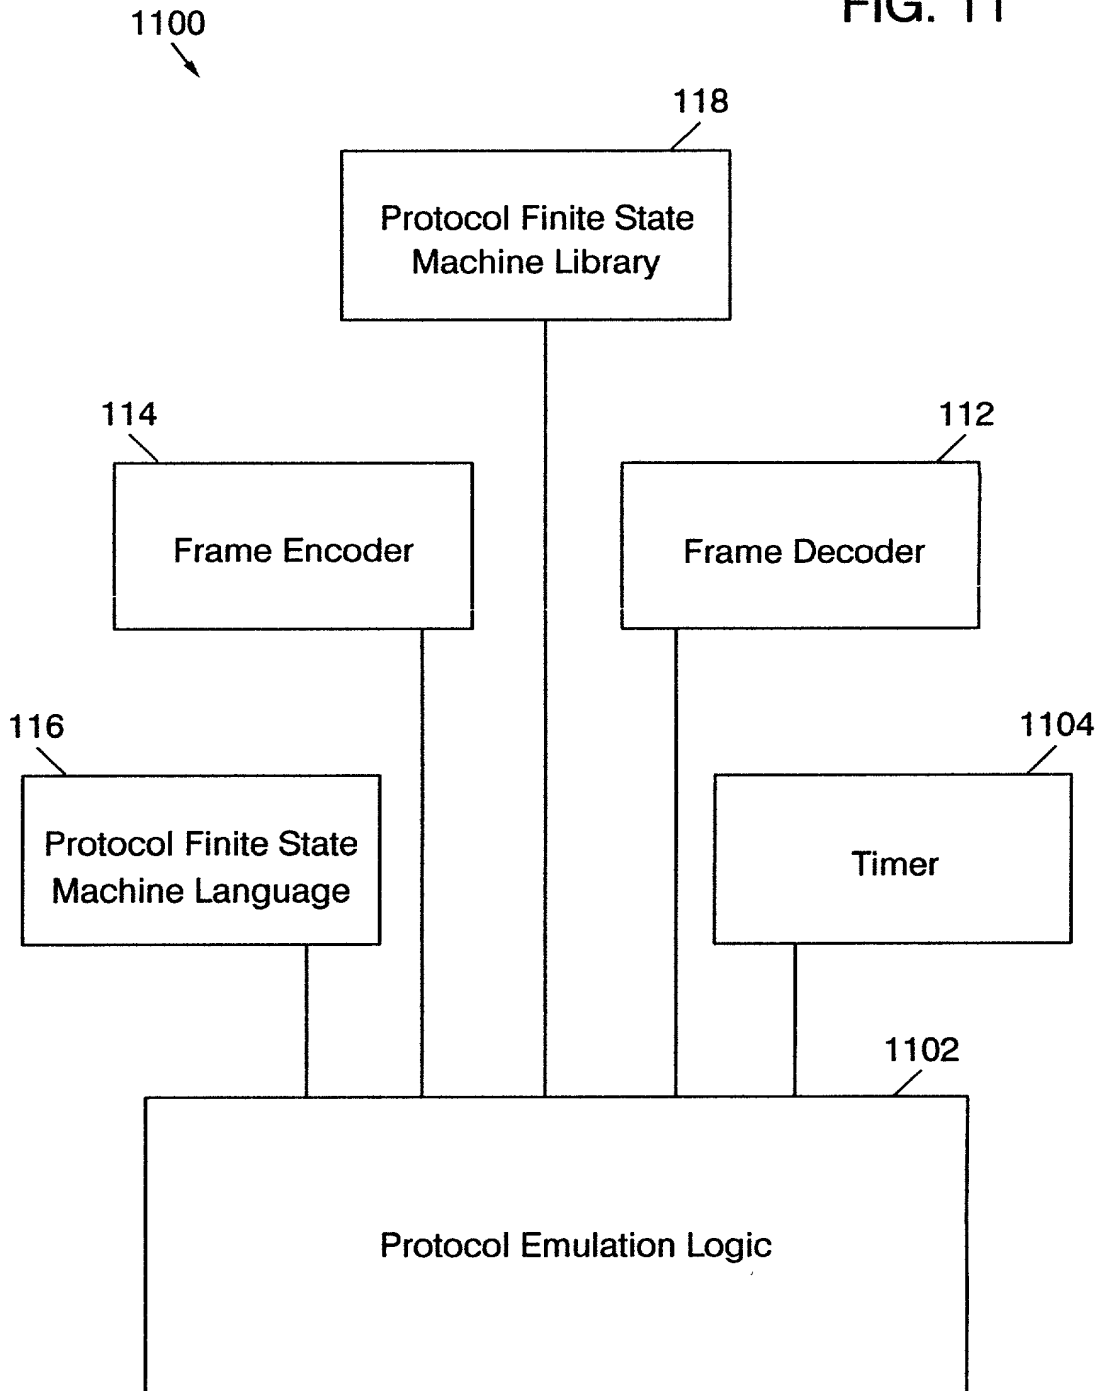 FIG. 11
1100
118
Protocol Finite State
Machine Library
114
112
Frame Encoder
Frame Decoder
116
1104
Protocol Finite State
Machine Language
Timer
1102
Protocol Emulation Logic